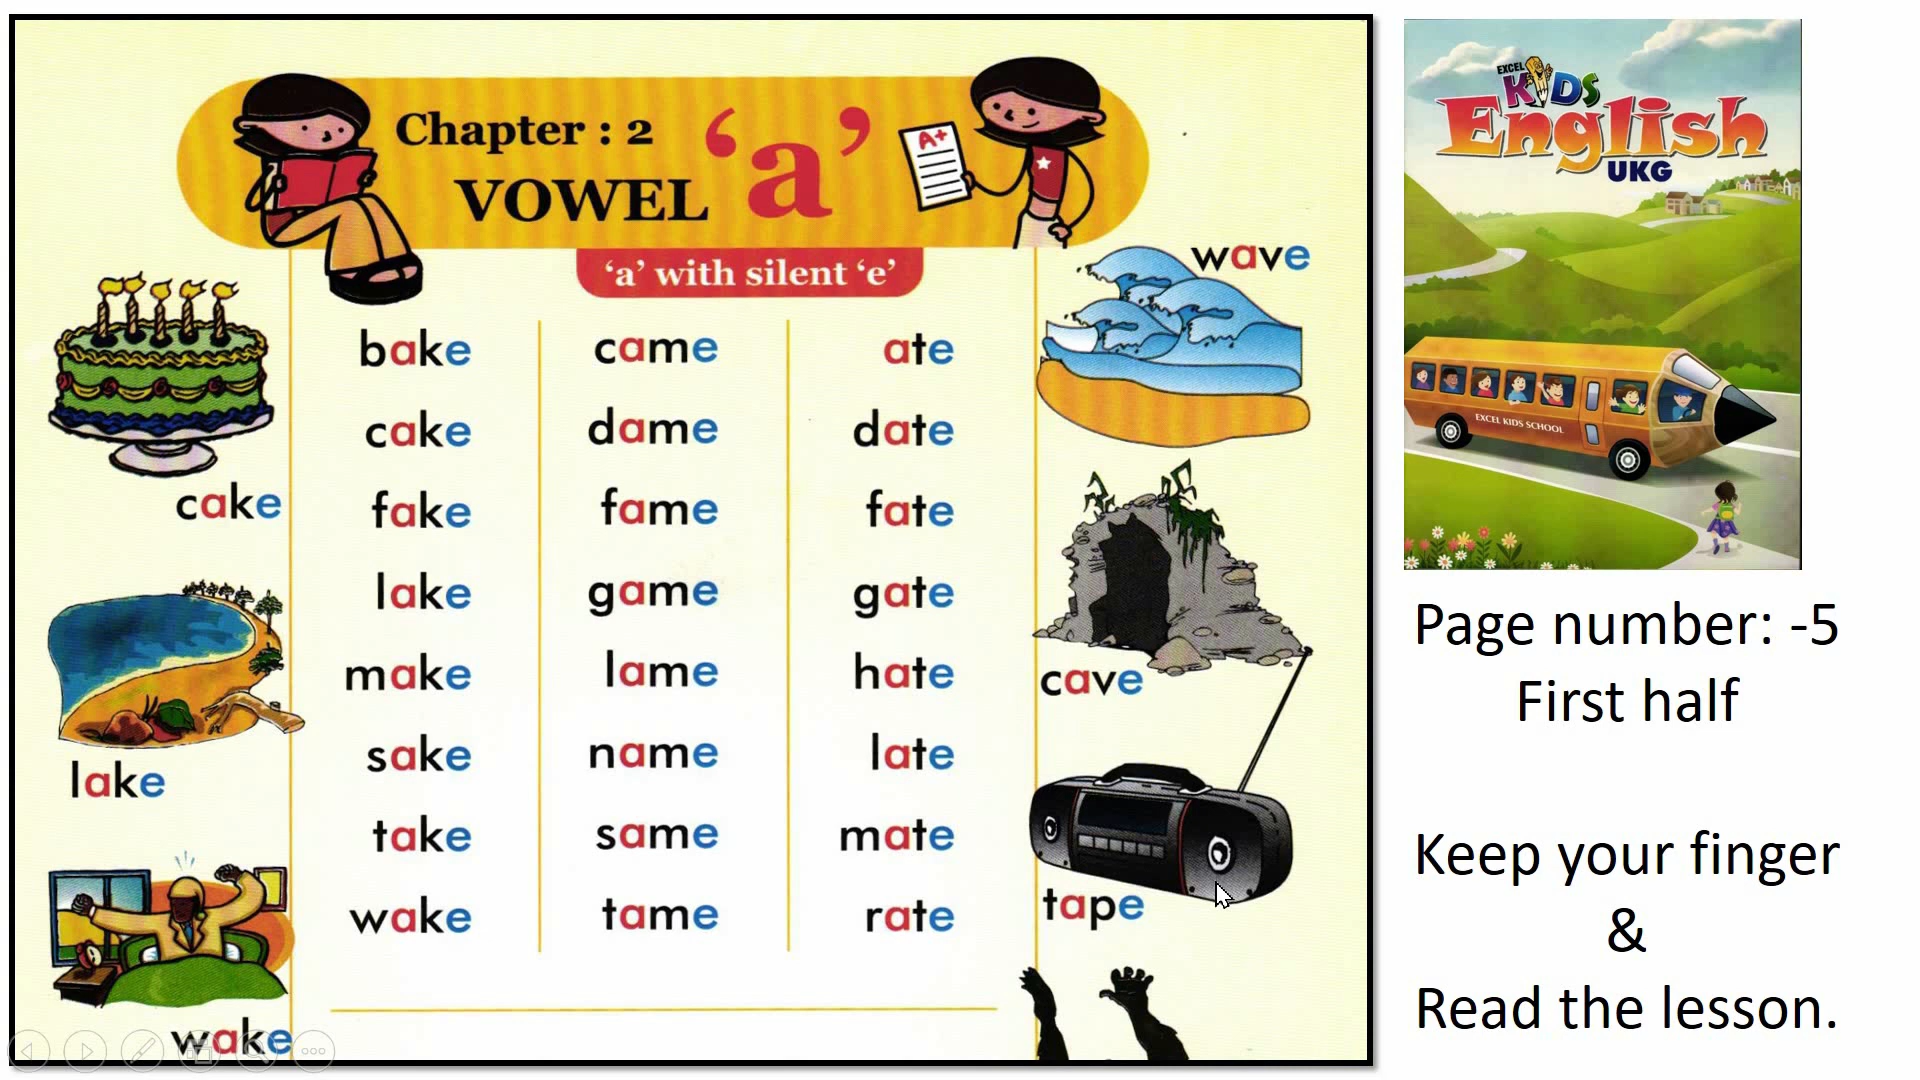 Chapter : 2
VOWEL ‘a’
‘a’ with silent ‘e’
A+
cake
lake
wake
bake came ate
cake dame date
fake fame fate
lake game gate
make lame hate
sake name late
take same mate
wake tame rate
wave
cave
tape
EXCEL
KIDS
English
UKG
EXCEL KIDS SCHOOL
Page number: -5
First half
Keep your finger
&
Read the lesson.